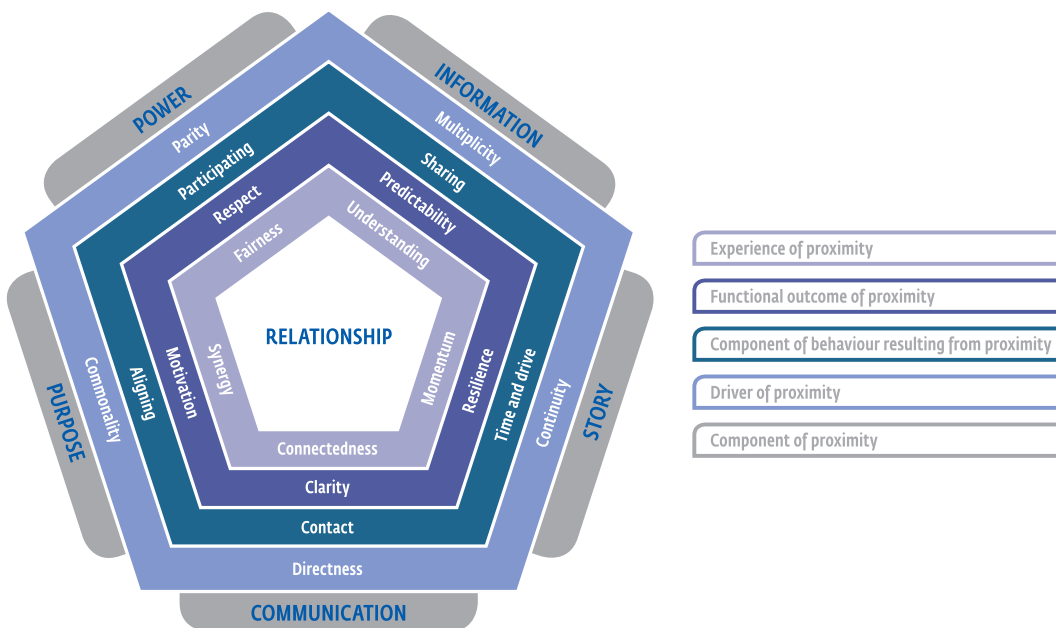 POWER
INFORMATION
Parity
Multiplicity
Participating
Sharing
Respect
Predictability
Fairness
Understanding
RELATIONSHIP
PURPOSE
Commonality
Aligning
Motivation
Synergy
Momentum
Resilience
Time and drive
Continuity
STORY
Connectedness
Clarity
Contact
Directness
COMMUNICATION
Experience of proximity
Functional outcome of proximity
Component of behaviour resulting from proximity
Driver of proximity
Component of proximity